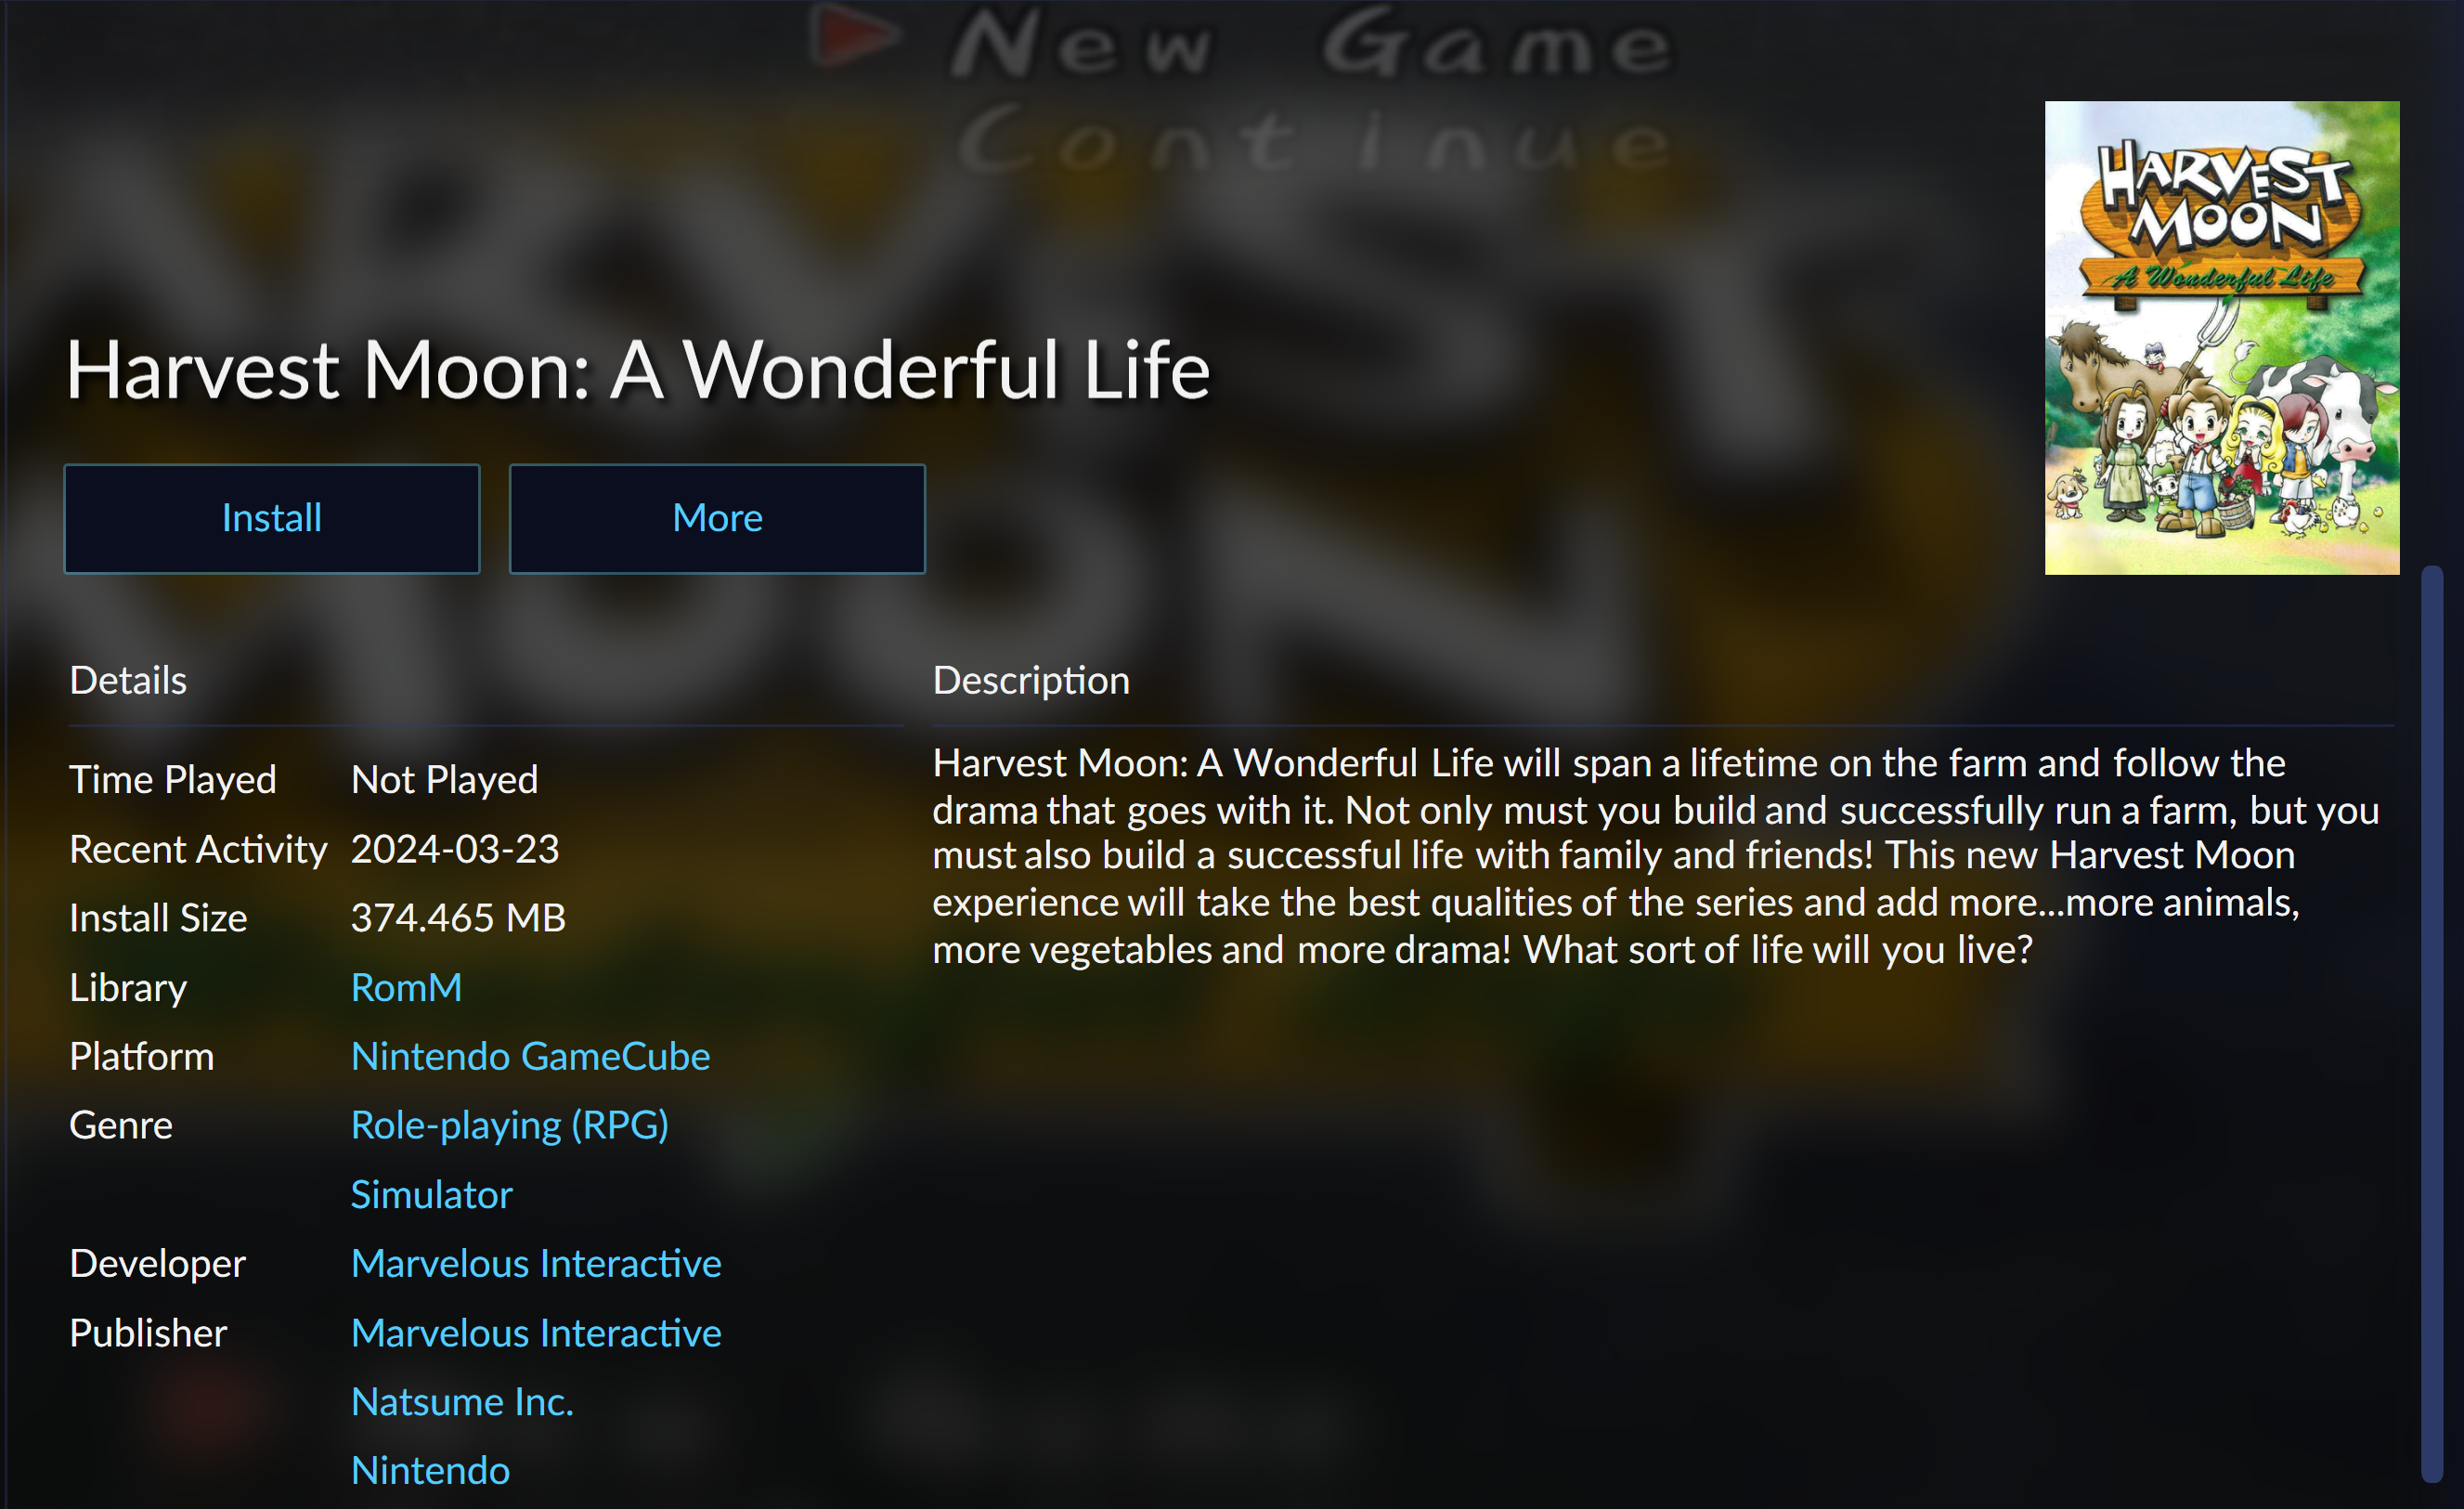 New Game
Continue
HARVEST
MOON
A Wonderful Life
Harvest Moon: A Wonderful Life
Install
More
Details
Time Played Not Played
Recent Activity 2024-03-23
Install Size 374.465 MB
Library RomM
Platform Nintendo GameCube
Genre Role-playing (RPG)
Simulator
Developer Marvelous Interactive
Publisher Marvelous Interactive
Natsume Inc.
Nintendo
Description
Harvest Moon: A Wonderful Life will span a lifetime on the farm and follow the
drama that goes with it. Not only must you build and successfully run a farm, but you
must also build a successful life with family and friends! This new Harvest Moon
experience will take the best qualities of the series and add more...more animals,
more vegetables and more drama! What sort of life will you live?